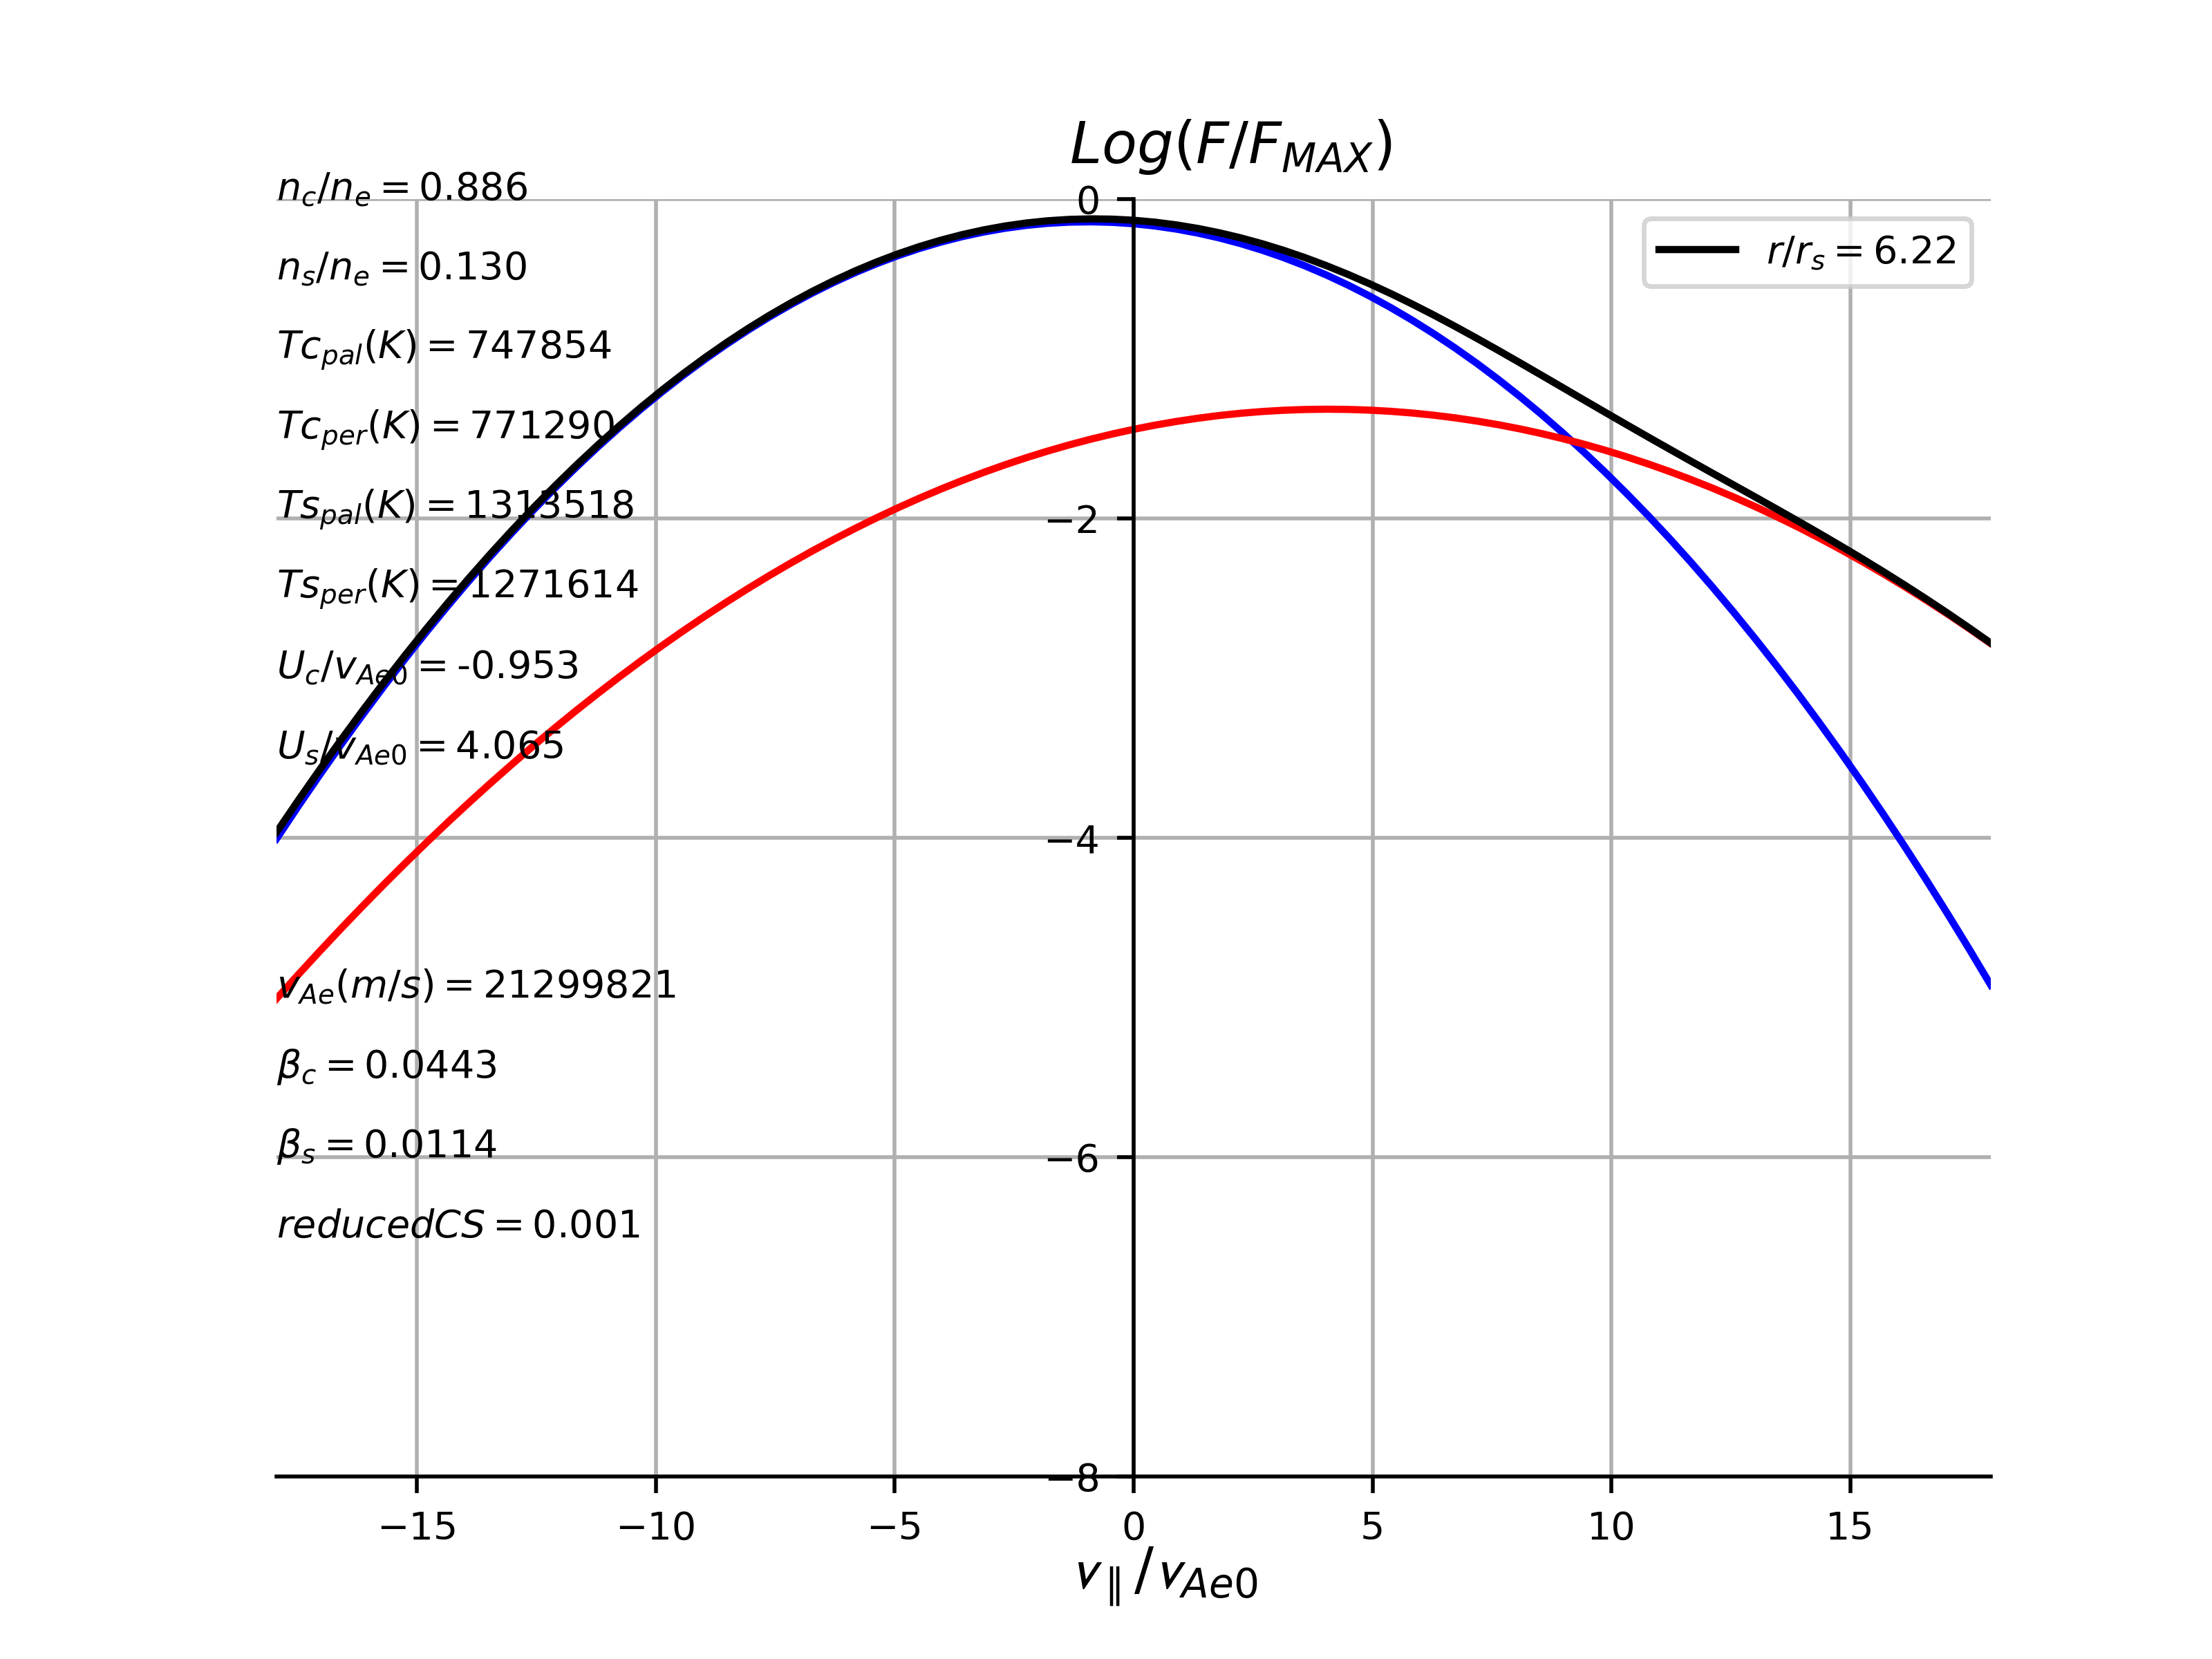 Log(F/F_MAX)
n_c/n_e = 0.886
n_s/n_e = 0.130
Tc_pal(K) = 747854
Tc_per(K) = 771290
Ts_pal(K) = 1313518
Ts_per(K) = 1271614
U_c/v_Ae0 = -0.953
U_s/v_Ae0 = 4.065
v_Ae(m/s) = 21299821
β_c = 0.0443
β_s = 0.0114
reducedCS = 0.001
r/r_s = 6.22
0
−2
−4
−6
−8
−15 −10 −5 0 5 10 15
v_∥/v_Ae0